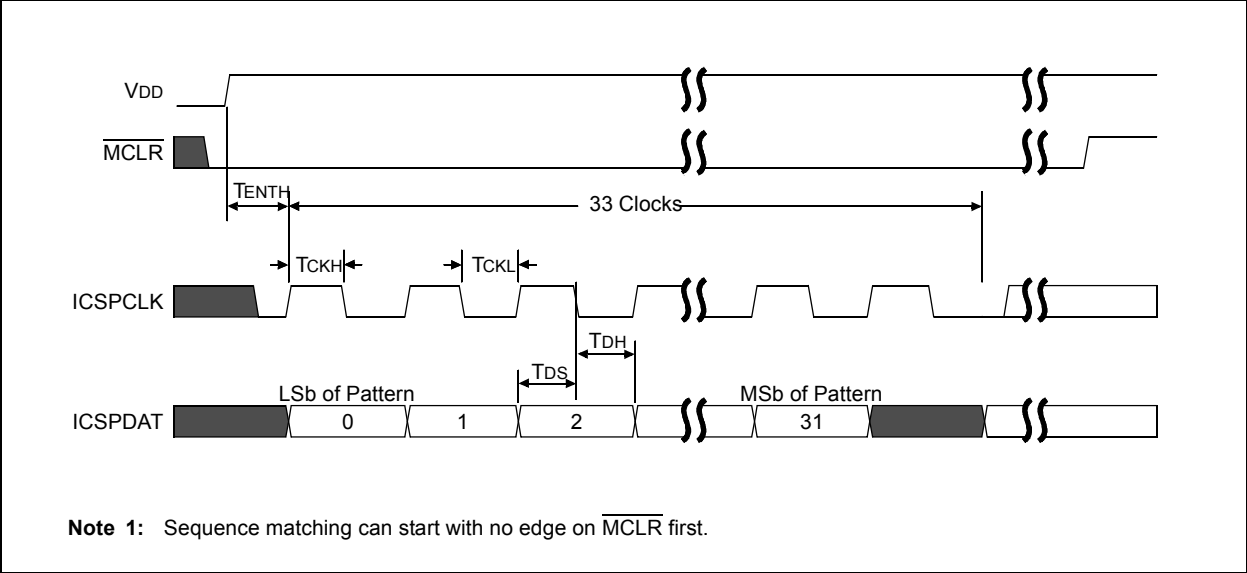 VDD
MCLR
TENTH
33 Clocks
TCKH
TCKL
ICSPCLK
TDH
TDS
LSb of Pattern
MSb of Pattern
ICSPDAT
0
1
2
31
Note 1: Sequence matching can start with no edge on MCLR first.